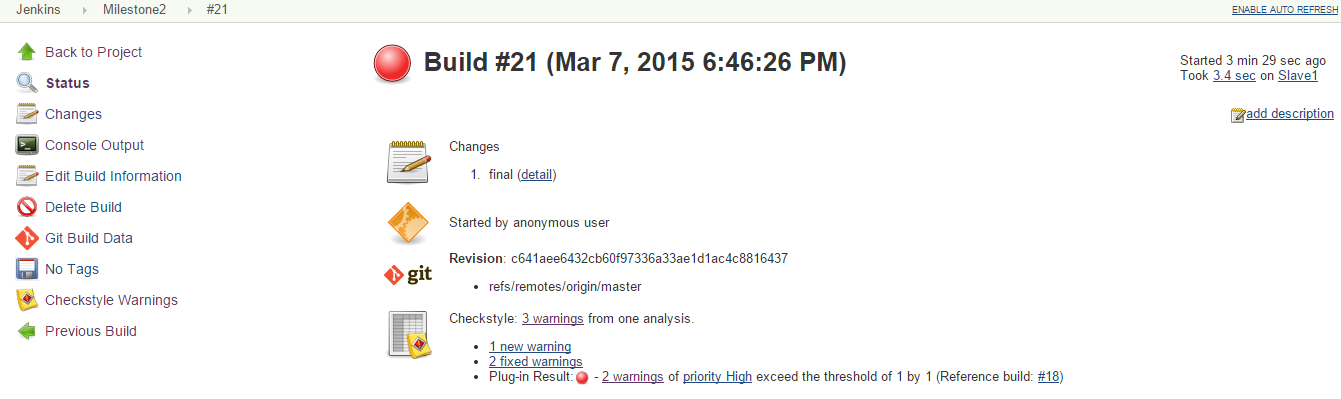 Jenkins Milestone2 #21
ENABLE AUTO REFRESH
Back to Project
Status
Changes
Console Output
Edit Build Information
Delete Build
Git Build Data
No Tags
Checkstyle Warnings
Previous Build
Build #21 (Mar 7, 2015 6:46:26 PM)
Started 3 min 29 sec ago
Took 3.4 sec on Slave1
add description
Changes
1. final (detail)
Started by anonymous user
git
Revision: c641aee6432cb60f97336a33ae1d1ac4c8816437
• refs/remotes/origin/master
Checkstyle: 3 warnings from one analysis.
• 1 new warning
• 2 fixed warnings
• Plug-in Result: - 2 warnings of priority High exceed the threshold of 1 by 1 (Reference build: #18)